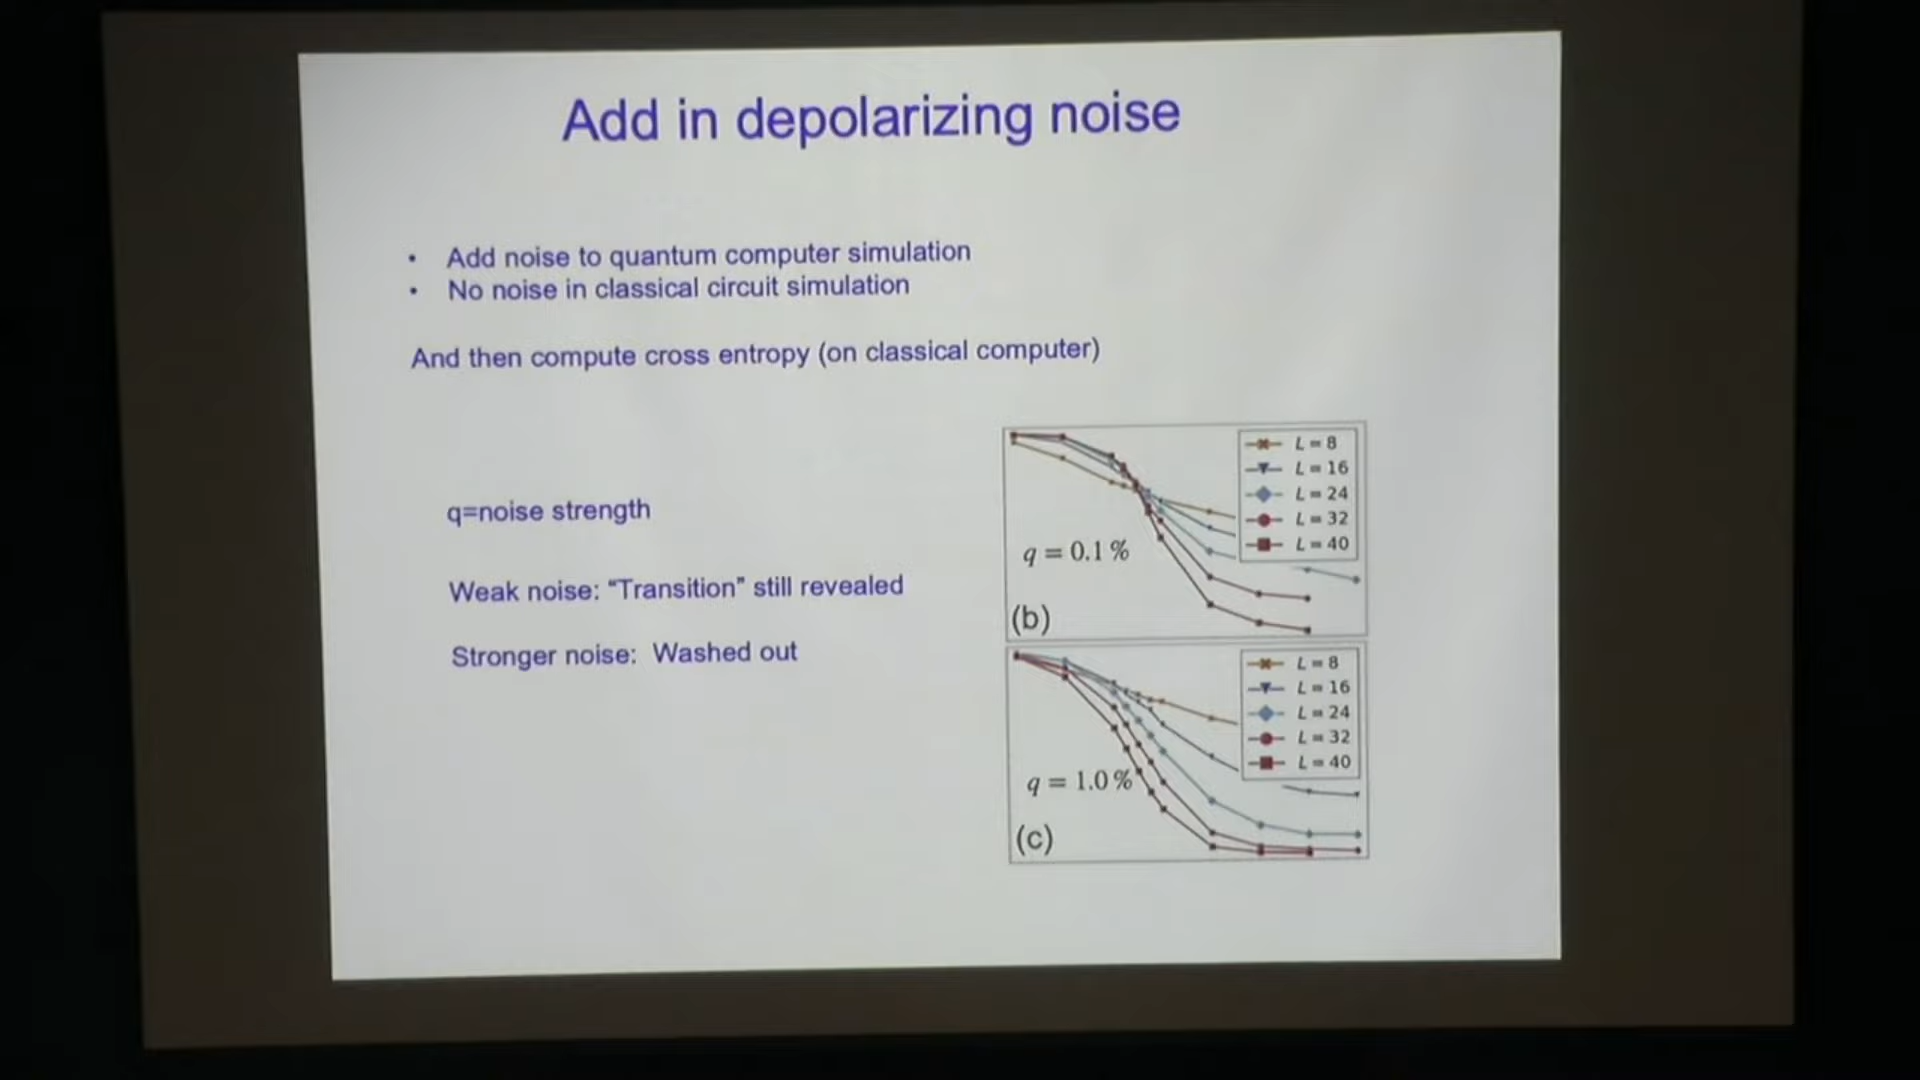 Add in depolarizing noise
• Add noise to quantum computer simulation
• No noise in classical circuit simulation
And then compute cross entropy (on classical computer)
q=noise strength
Weak noise: “Transition” still revealed
Stronger noise: Washed out
L = 8
L = 16
L = 24
L = 32
L = 40
q = 0.1 %
(b)
L = 8
L = 16
L = 24
L = 32
L = 40
q = 1.0 %
(c)